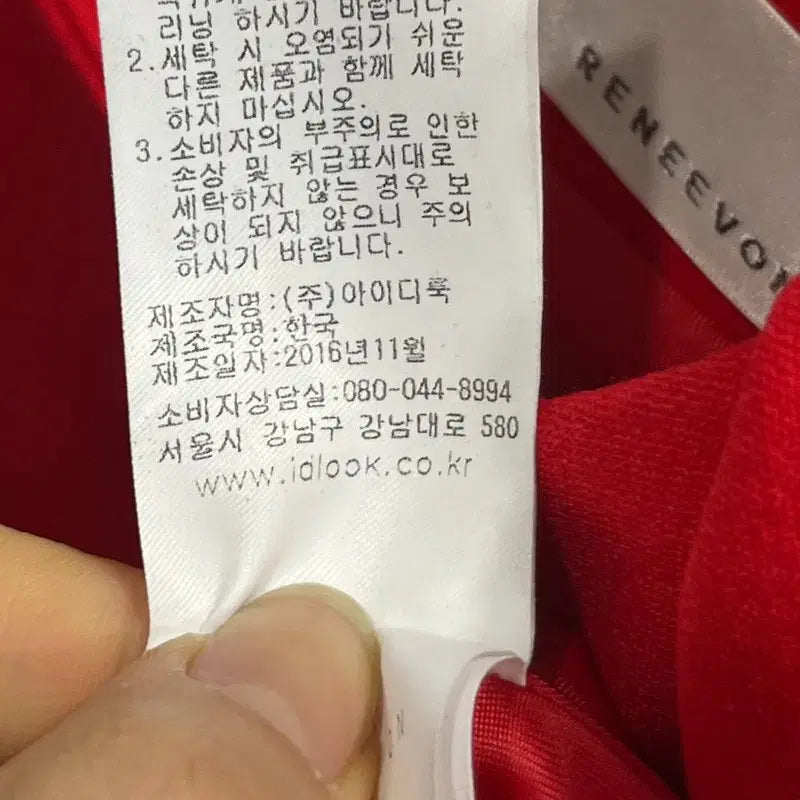 리닝 하시기 바랍니다.
2.세탁 시 오염되기 쉬운
다른 제품과 함께 세탁
하지 마십시오.
3.소비자의 부주의로 인한
손상 및 취급표시대로
세탁하지 않는 경우 보
상이 되지 않으니 주의
하시기 바랍니다.
제조자명:(주)아이디룩
제조국명:한국
제조일자:2016년11월
소비자상담실:080-044-8994
서울시 강남구 강남대로 580
www.idlook.co.kr
RENEEVON